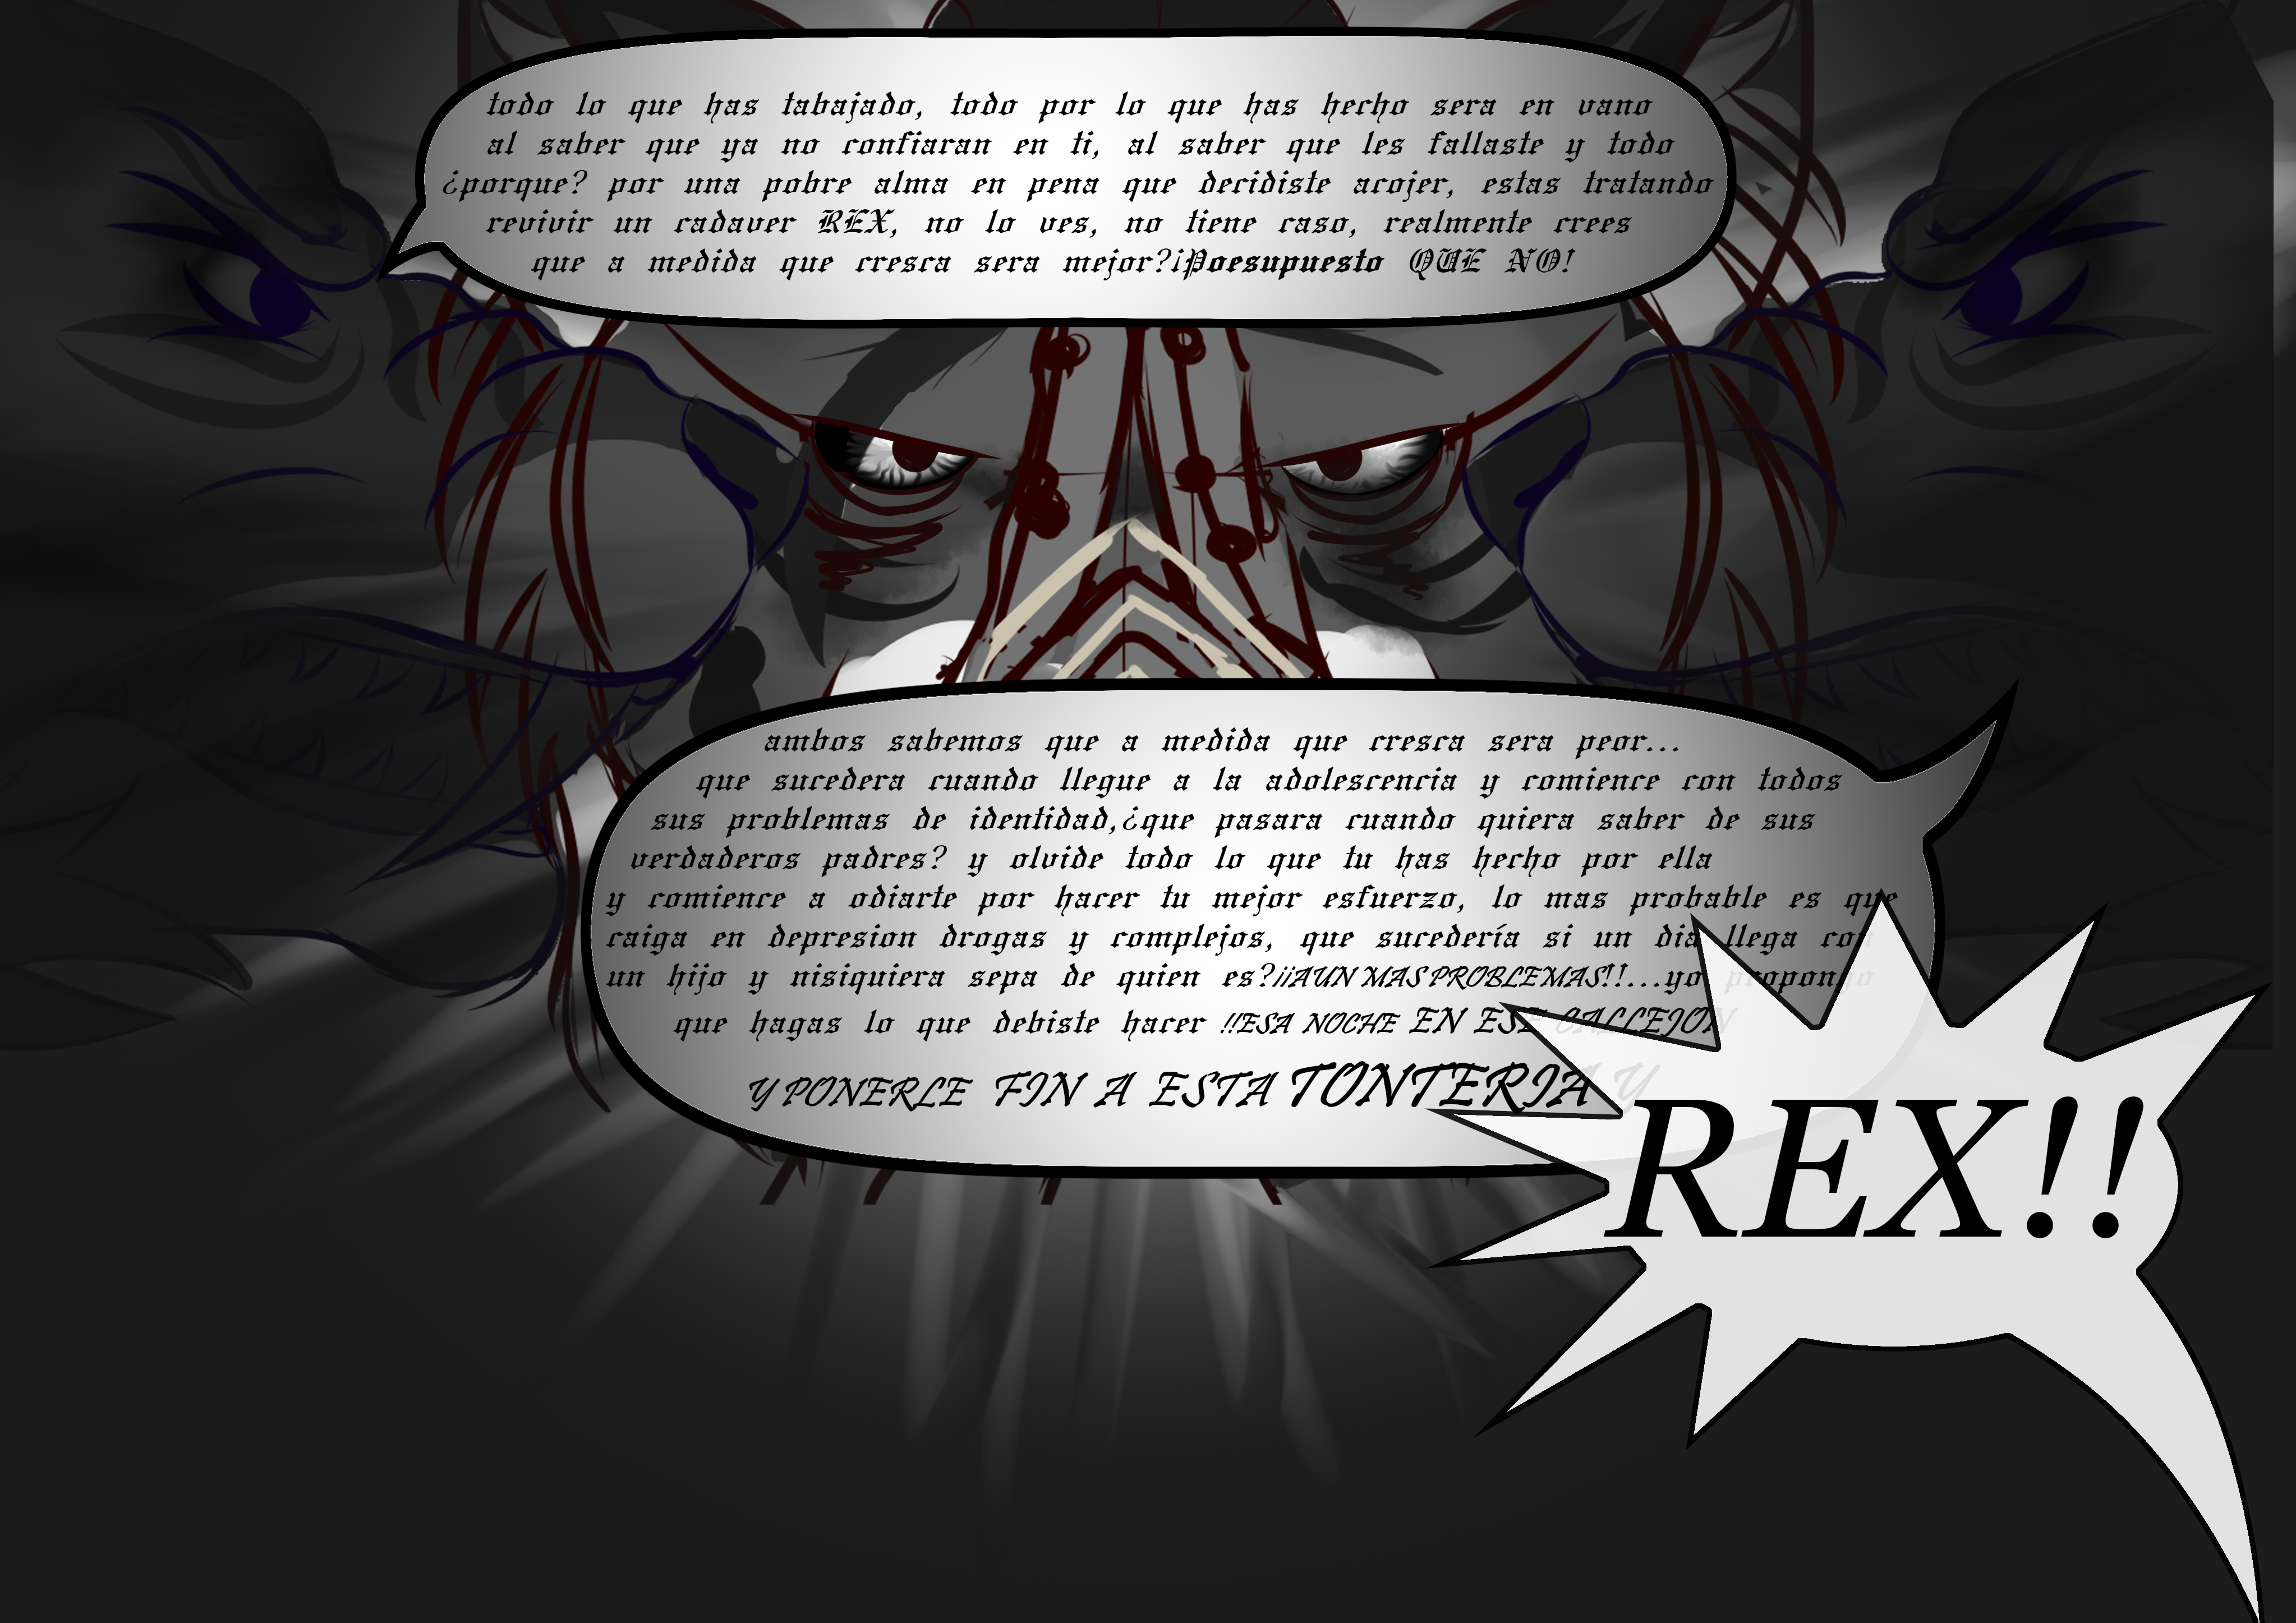 todo lo que has tabajado, todo por lo que has hecho sera en vano
al saber que ya no confiaran en ti, al saber que les fallaste y todo
¿porque? por una pobre alma en pena que decidiste acojer, estas tratando
revivir un cadaver REX, no lo ves, no tiene caso, realmente crees
que a medida que cresca sera mejor?¡Poesupuesto QUE NO!
ambos sabemos que a medida que cresca sera peor...
que sucedera cuando llegue a la adolescencia y comience con todos
sus problemas de identidad,¿que pasara cuando quiera saber de sus
verdaderos padres? y olvide todo lo que tu has hecho por ella
y comience a odiarte por hacer tu mejor esfuerzo, lo mas probable es que
caiga en depresion drogas y complejos, que sucedería si un dia llega con
un hijo y nisiquiera sepa de quien es?¡¡AUN MAS PROBLEMAS!!...yo propongo
que hagas lo que debiste hacer !!ESA NOCHE EN ESE CALLEJON
Y PONERLE FIN A ESTA TONTERIA Y
REX!!